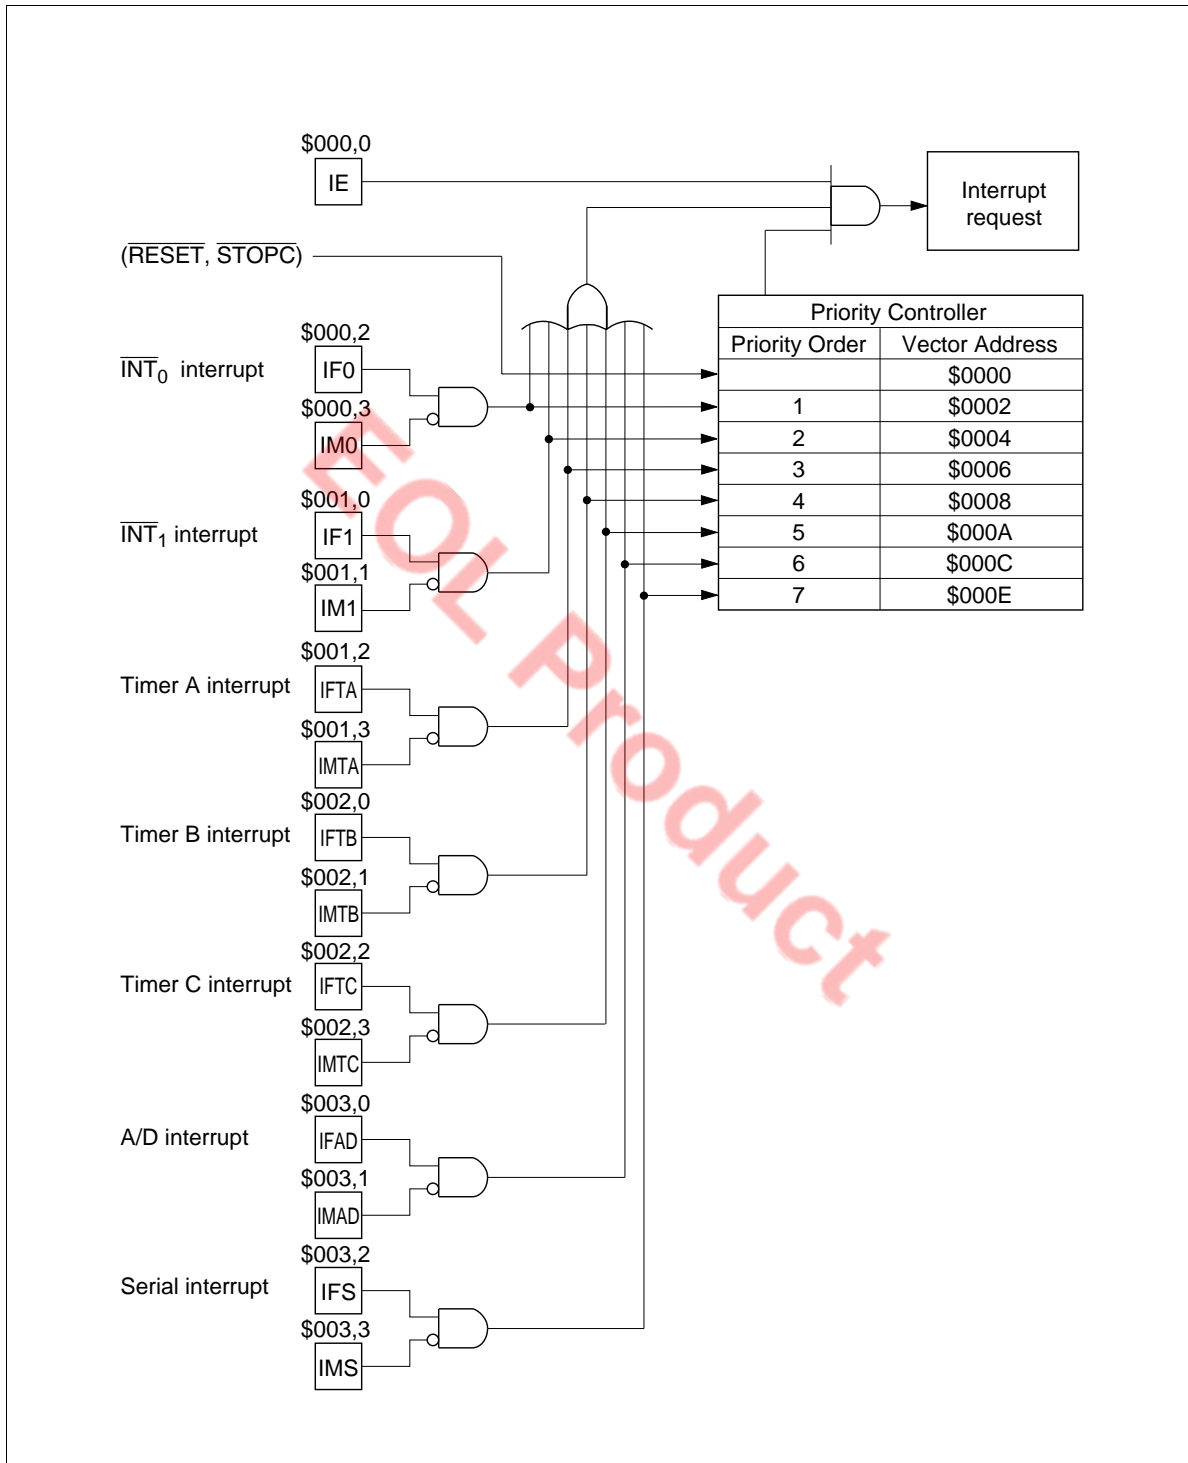 $000,0
IE
Interrupt
request
(RESET, STOPC)
Priority Controller
Priority Order Vector Address
$0000
1 $0002
2 $0004
3 $0006
4 $0008
5 $000A
6 $000C
7 $000E
$000,2
INT0 interrupt IF0
$000,3
IM0
$001,0
INT1 interrupt IF1
$001,1
IM1
$001,2
Timer A interrupt IFTA
$001,3
IMTA
$002,0
Timer B interrupt IFTB
$002,1
IMTB
$002,2
Timer C interrupt IFTC
$002,3
IMTC
$003,0
A/D interrupt IFAD
$003,1
IMAD
$003,2
Serial interrupt IFS
$003,3
IMS
EOL Product